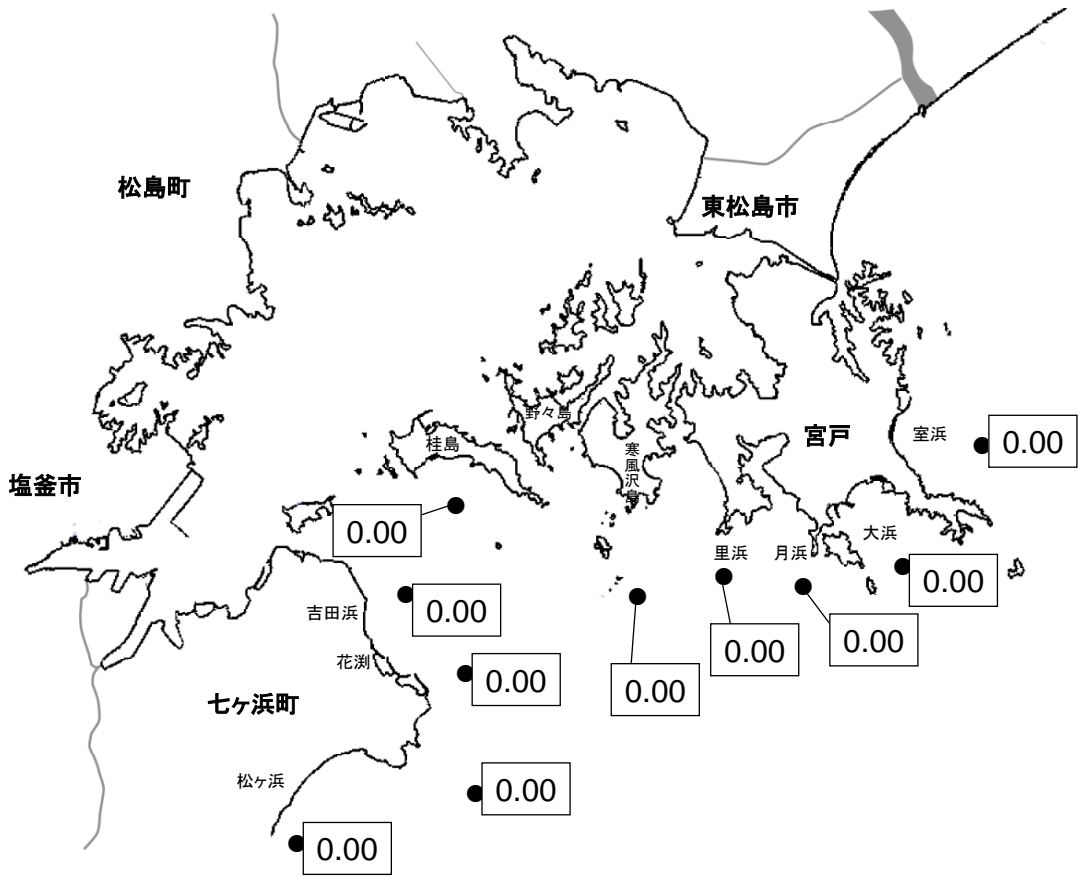 松島町
東松島市
野々島
桂島
寒風沢島
宮戸
室浜
0.00
塩釜市
0.00
里浜
月浜
大浜
0.00
吉田浜
0.00
0.00
0.00
花渕
0.00
0.00
七ヶ浜町
松ヶ浜
0.00
0.00